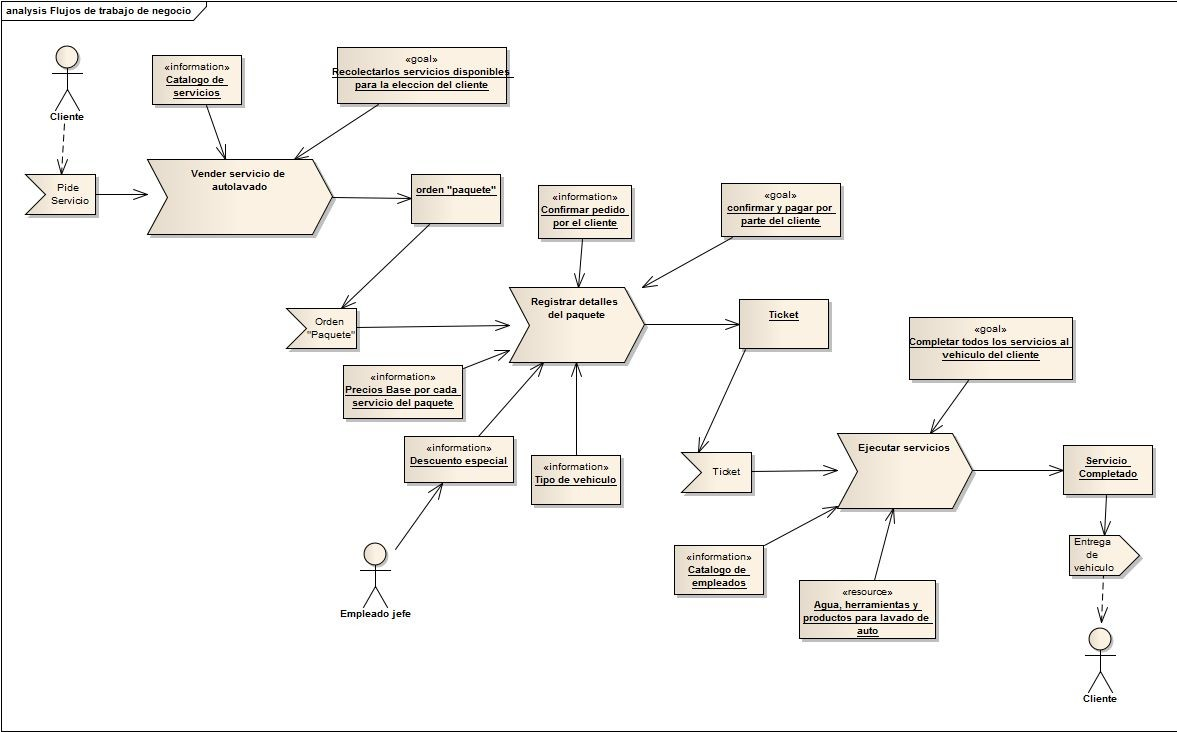 analysis Flujos de trabajo de negocio
Cliente
«information»
Catalogo de
servicios
«goal»
Recolectarlos servicios disponibles
para la eleccion del cliente
Pide
Servicio
Vender servicio de
autolavado
orden "paquete"
«information»
Confirmar pedido
por el cliente
«goal»
confirmar y pagar por
parte del cliente
Orden
"Paquete"
Registrar detalles
del paquete
Ticket
«information»
Precios Base por cada
servicio del paquete
«goal»
Completar todos los servicios al
vehiculo del cliente
«information»
Descuento especial
«information»
Tipo de vehiculo
Ticket
Ejecutar servicios
Servicio
Completado
Empleado jefe
«information»
Catalogo de
empleados
«resource»
Agua, herramientas y
productos para lavado de
auto
Entrega
de
vehiculo
Cliente